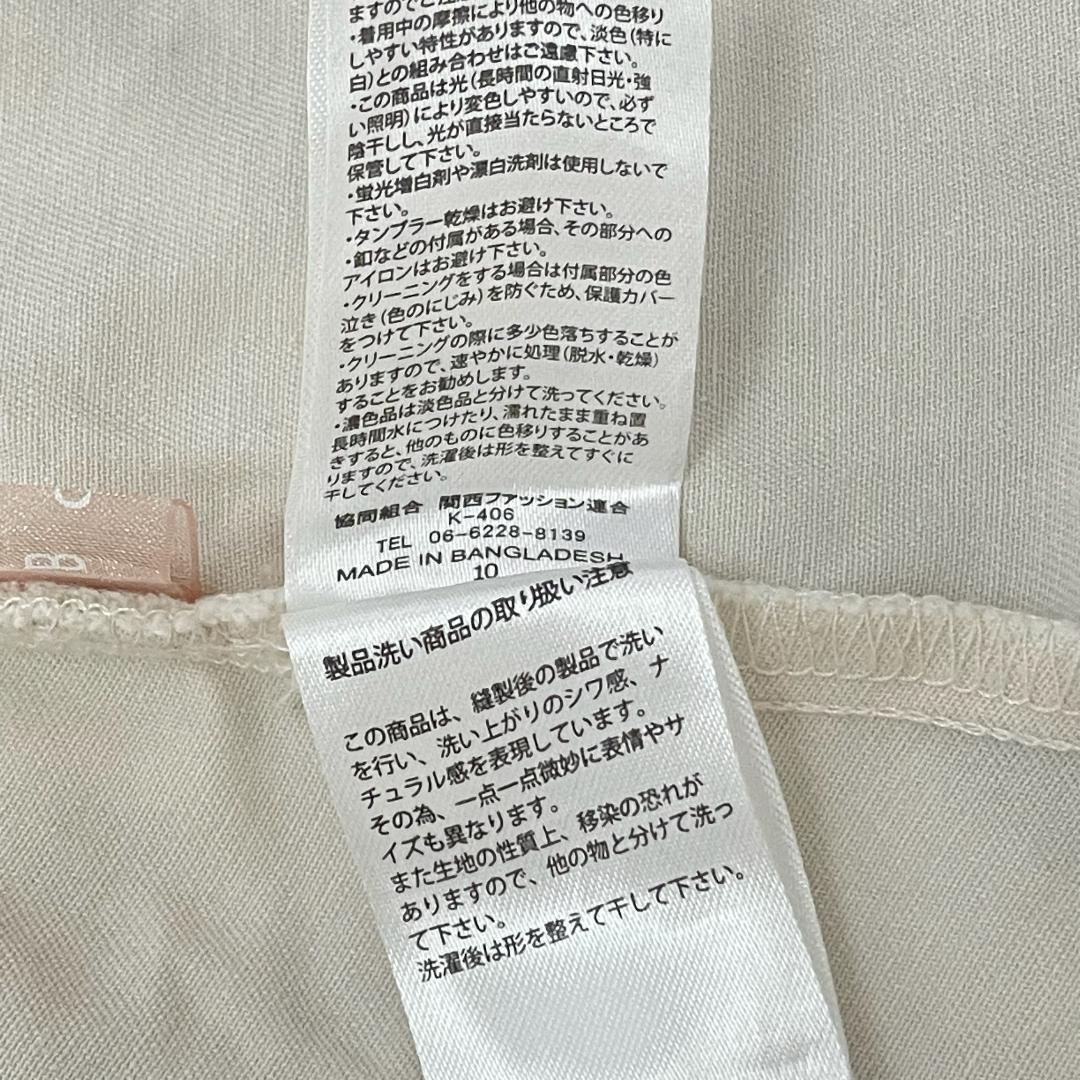 ますのでご注意
・着用中の摩擦により他の物への色移り
しやすい特性がありますので、淡色(特に
白)との組み合わせはご遠慮下さい。
・この商品は光(長時間の直射日光・強
い照明)により変色しやすいので、必ず
陰干しし、光が直接当たらないところで
保管して下さい。
・蛍光増白剤や漂白洗剤は使用しないで
下さい。
・タンブラー乾燥はお避け下さい。
・釦などの付属がある場合、その部分への
アイロンはお避け下さい。
・クリーニングをする場合は付属部分の色
泣き(色のにじみ)を防ぐため、保護カバー
をつけて下さい。
・クリーニングの際に多少色落ちすることが
ありますので、速やかに処理(脱水・乾燥)
することをお勧めします。
・濃色品は淡色品と分けて洗ってください。
長時間水につけたり、濡れたまま重ね置
きすると、他のものに色移りすることがあ
りますので、洗濯後は形を整えてすぐに
干してください。
協同組合 関西ファッション連合
K-406
TEL 06-6228-8139
MADE IN BANGLADESH
10
製品洗い商品の取り扱い注意
この商品は、縫製後の製品で洗い
を行い、洗い上がりのシワ感、ナ
チュラル感を表現しています。
その為、一点一点微妙に表情やサ
イズも異なります。
また生地の性質上、移染の恐れが
ありますので、他の物と分けて洗っ
て下さい。
洗濯後は形を整えて干して下さい。
B C